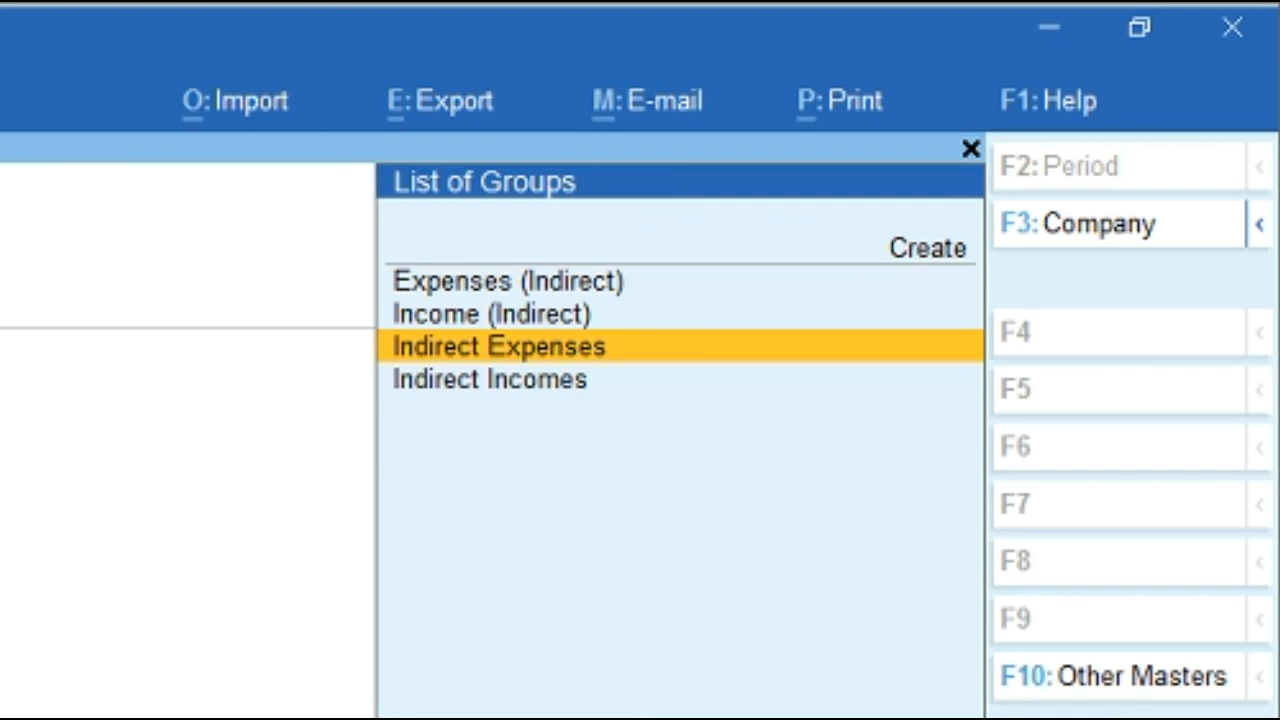 O: Import E: Export M: E-mail P: Print F1: Help
List of Groups
Create
Expenses (Indirect)
Income (Indirect)
Indirect Expenses
Indirect Incomes
F2: Period
F3: Company
F4
F5
F6
F7
F8
F9
F10: Other Masters